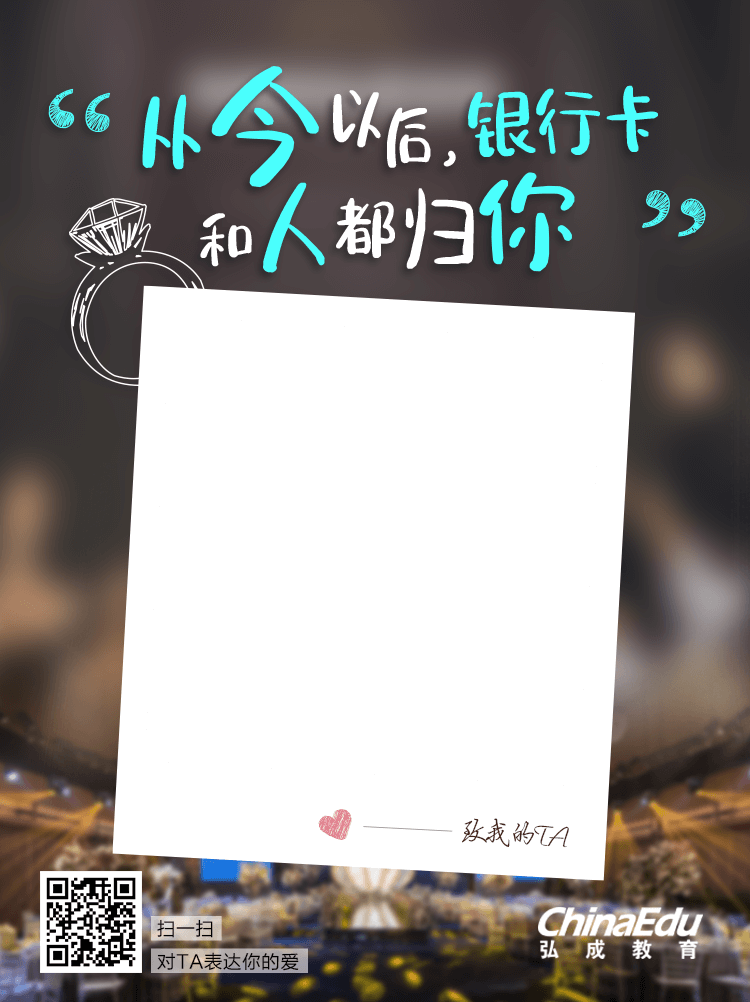 “从今以后，银行卡
和人都归你”
致我的TA
扫一扫
对TA表达你的爱
ChinaEdu
弘成教育